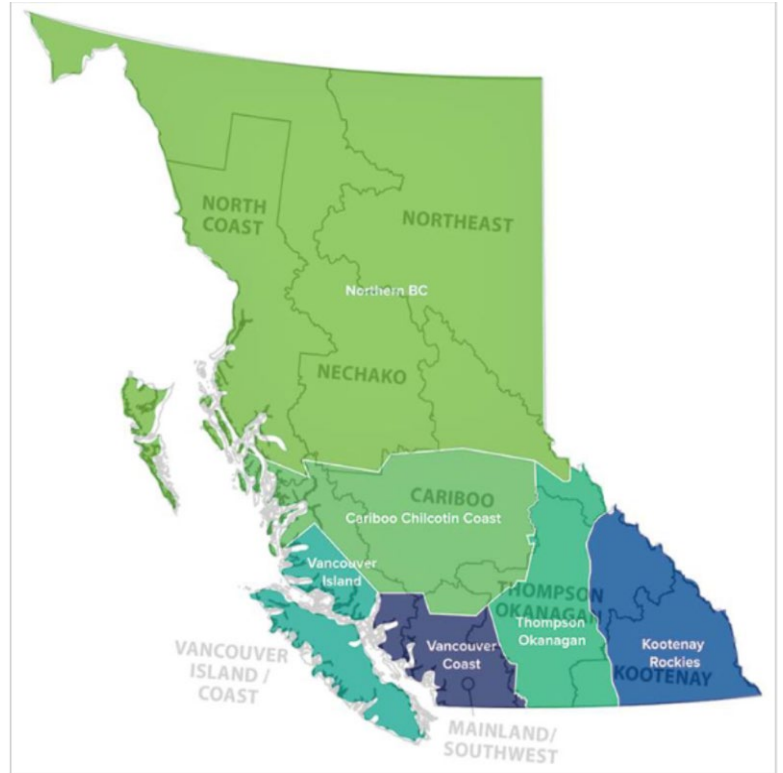 NORTH
COAST
NORTHEAST
Northern BC
NECHAKO
CARIBOO
Cariboo Chilcotin Coast
Vancouver
Island
THOMPSON
OKANAGAN
Thompson
Okanagan
VANCOUVER
ISLAND /
COAST
Vancouver
Coast
Kootenay
Rockies
KOOTENAY
MAINLAND/
SOUTHWEST